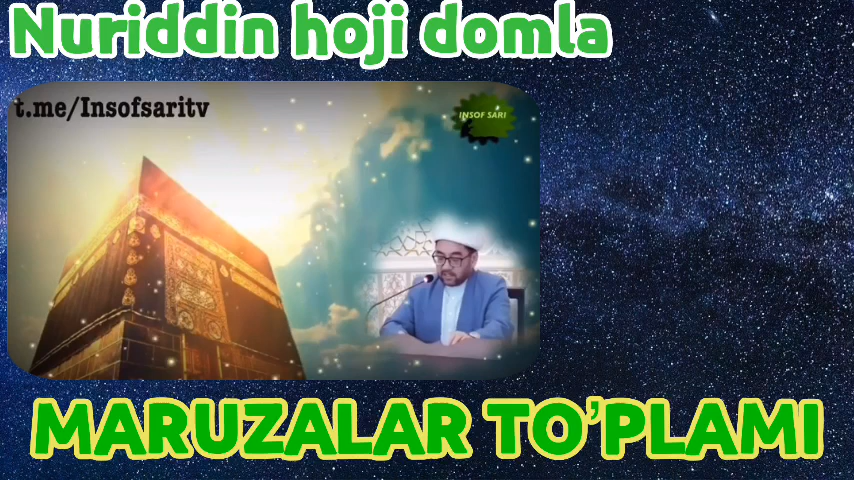 Nuriddin hoji domla
t.me/Insofsaritv
INSOF SARI
MARUZALAR TO’PLAMI